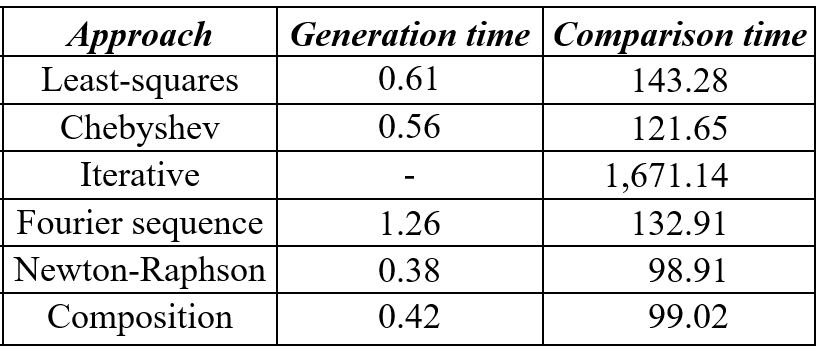 Approach Generation time Comparison time
Least-squares 0.61 143.28
Chebyshev 0.56 121.65
Iterative - 1,671.14
Fourier sequence 1.26 132.91
Newton-Raphson 0.38 98.91
Composition 0.42 99.02